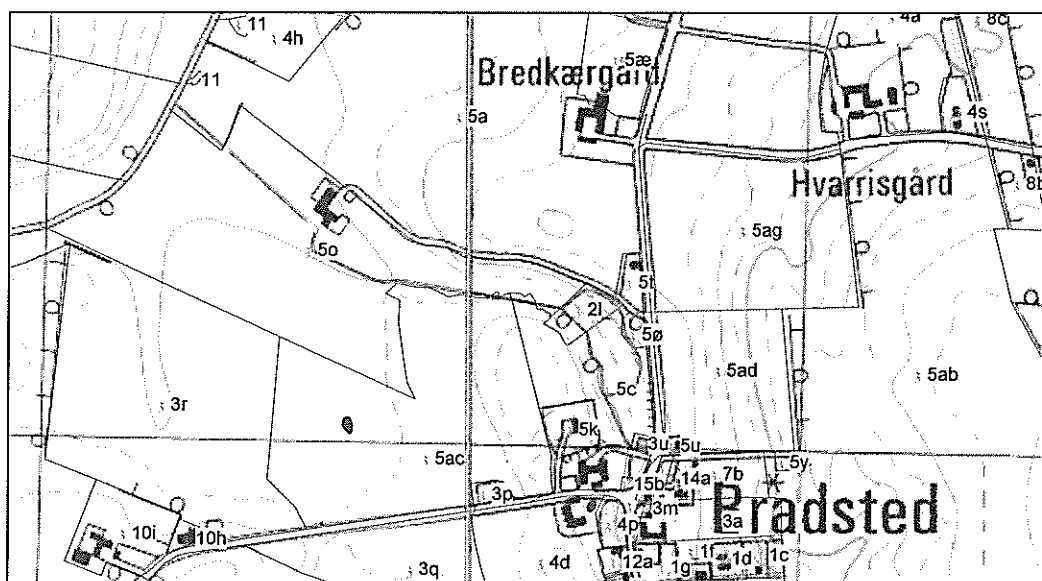 11
4h
4a
8c
11
5æ
Bredkærgård
5a
4s
Hvarrisgård
8b
5ag
5o
5t
2l
5ø
5ad
5ab
5c
3r
5k
3u
5u
5ac
5y
3p
15b
14a
7b
3m
3a
Bradsted
10i
10h
4p
3q
4d
12a
1g
1f
1d
1c